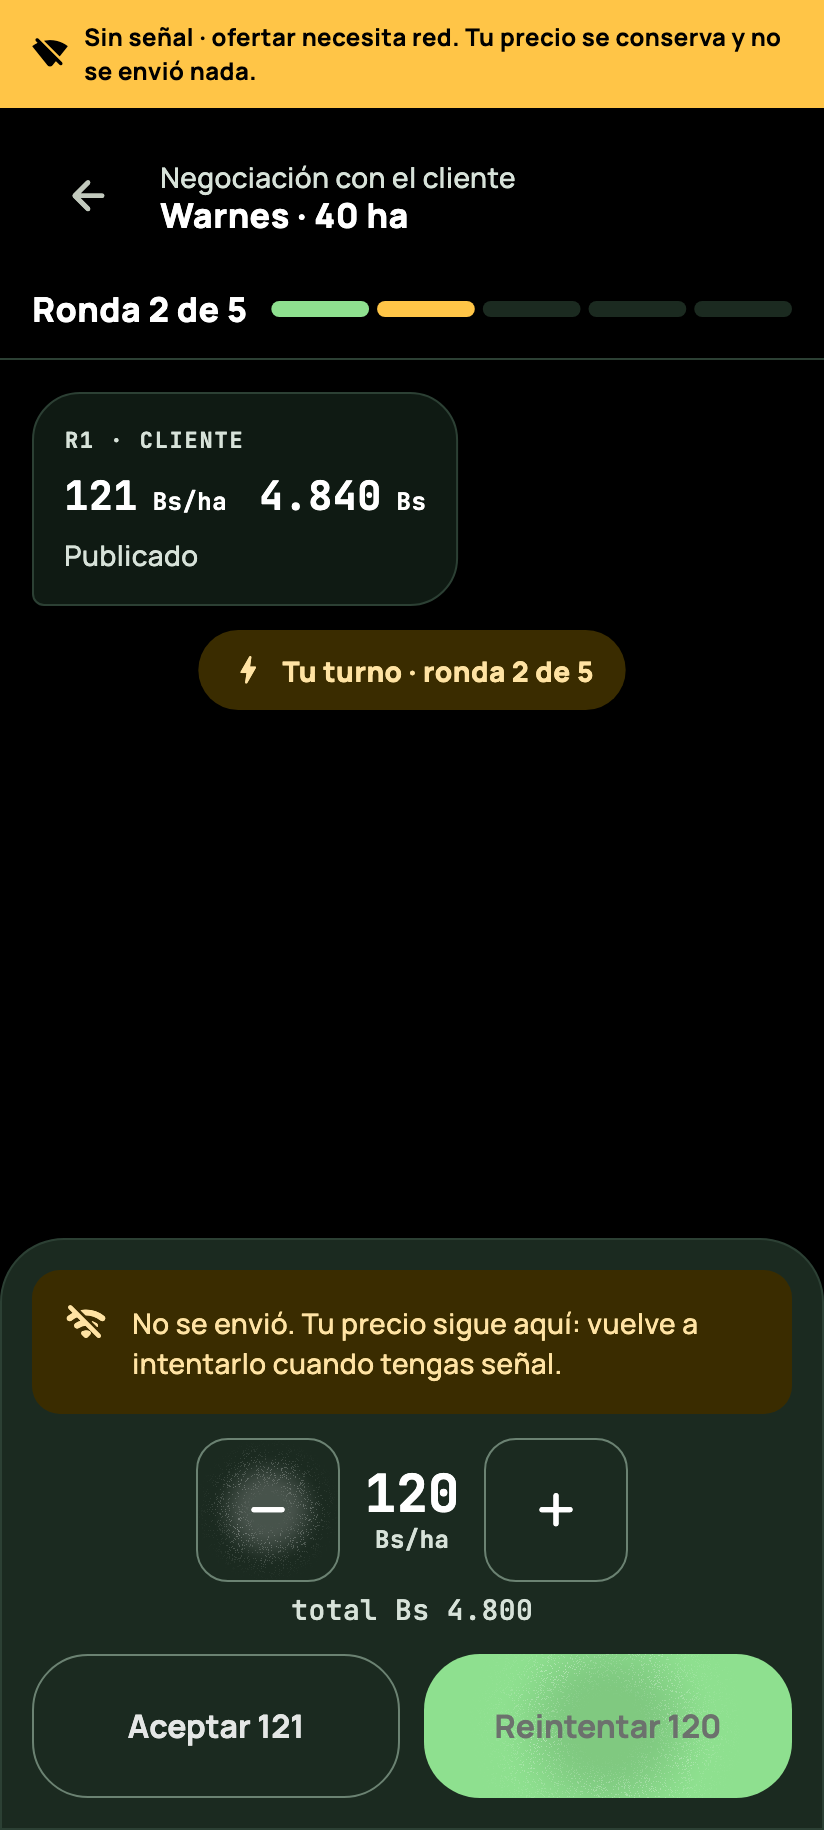 Sin señal · ofertar necesita red. Tu precio se conserva y no
se envió nada.
Negociación con el cliente
Warnes · 40 ha
Ronda 2 de 5
R1 · CLIENTE
121 Bs/ha 4.840 Bs
Publicado
Tu turno · ronda 2 de 5
No se envió. Tu precio sigue aquí: vuelve a
intentarlo cuando tengas señal.
120
Bs/ha
total Bs 4.800
Aceptar 121
Reintentar 120